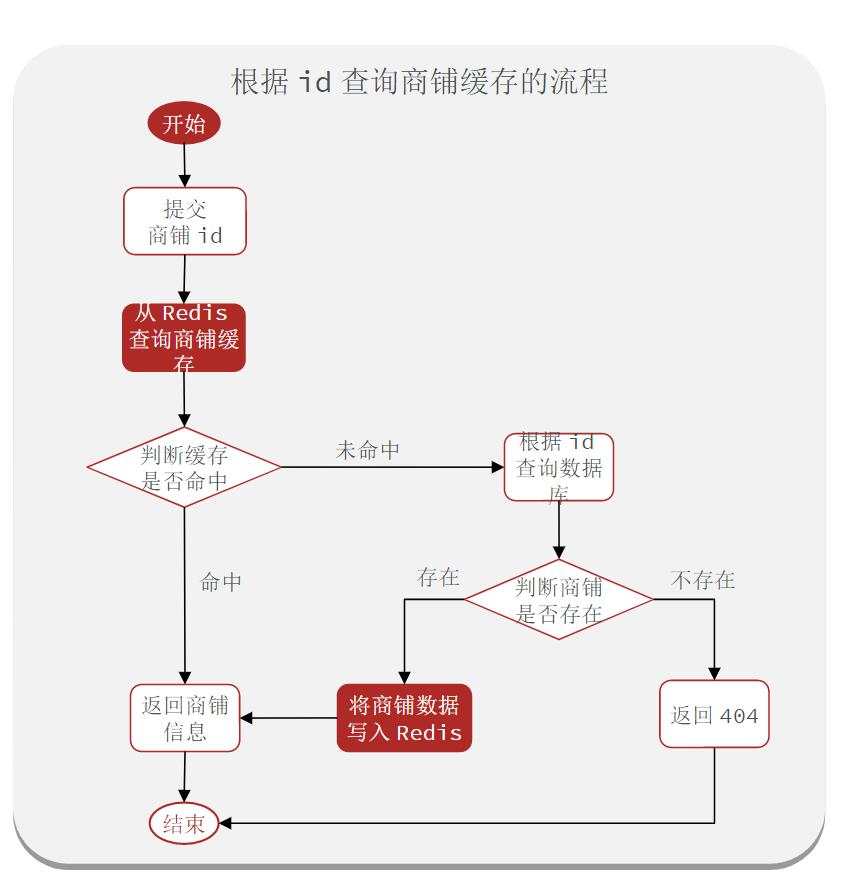 根据 id 查询商铺缓存的流程
开始
提交
商铺 id
从 Redis
查询商铺缓
存
判断缓存
是否命中
未命中
根据 id
查询数据
库
命中
存在
判断商铺
是否存在
不存在
返回商铺
信息
将商铺数据
写入 Redis
返回 404
结束